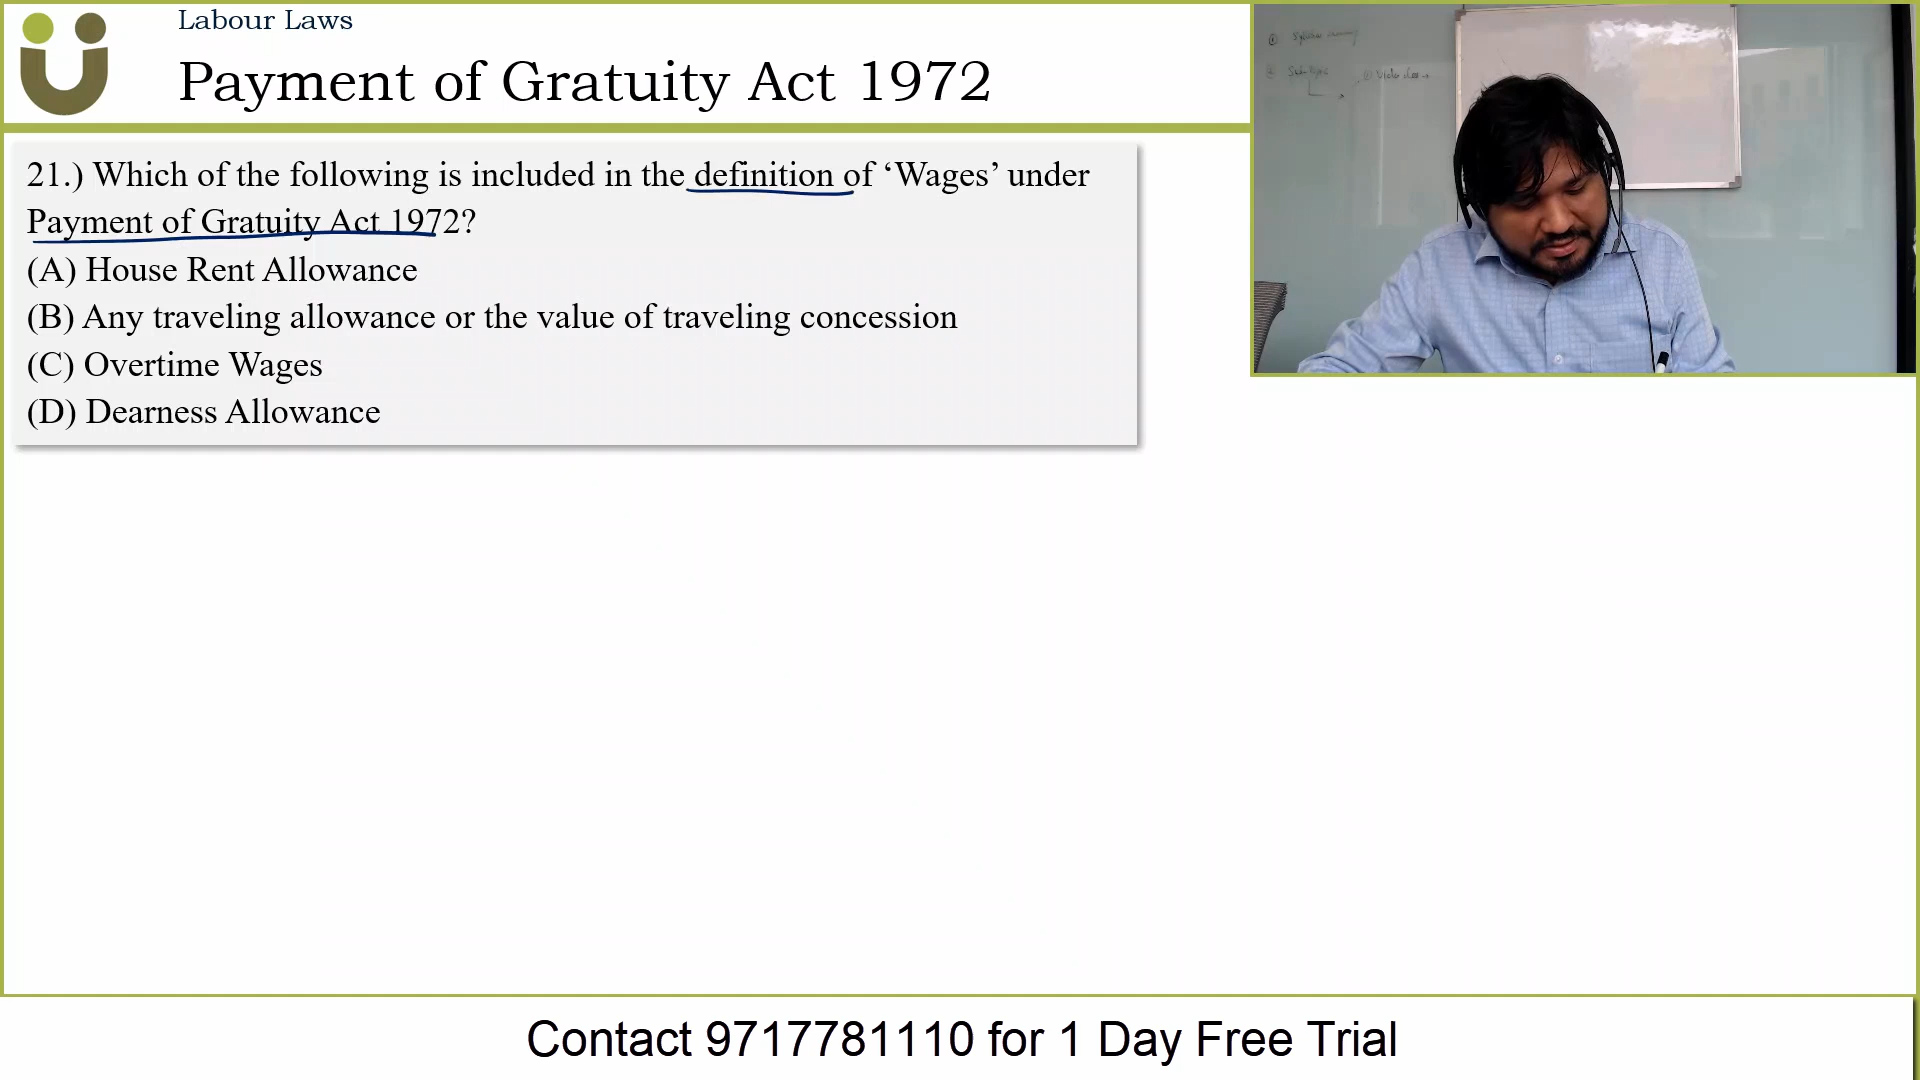 Labour Laws
Payment of Gratuity Act 1972
21.) Which of the following is included in the definition of ‘Wages’ under
Payment of Gratuity Act 1972?
(A) House Rent Allowance
(B) Any traveling allowance or the value of traveling concession
(C) Overtime Wages
(D) Dearness Allowance
Contact 9717781110 for 1 Day Free Trial